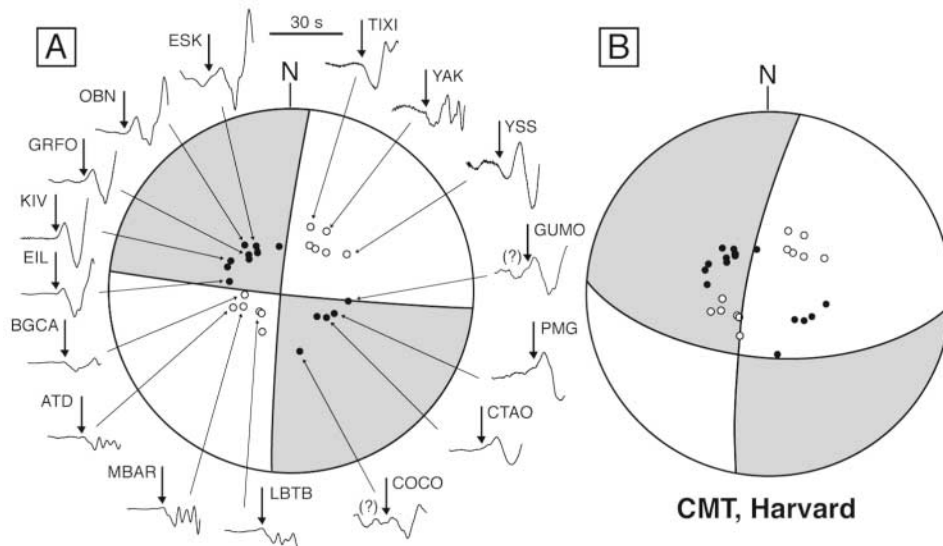 A
B
30 s
TIXI
ESK
YAK
N
N
OBN
YSS
GRFO
KIV
GUMO
(?)
EIL
BGCA
PMG
ATD
CTAO
MBAR
LBTB
COCO
(?)
CMT, Harvard